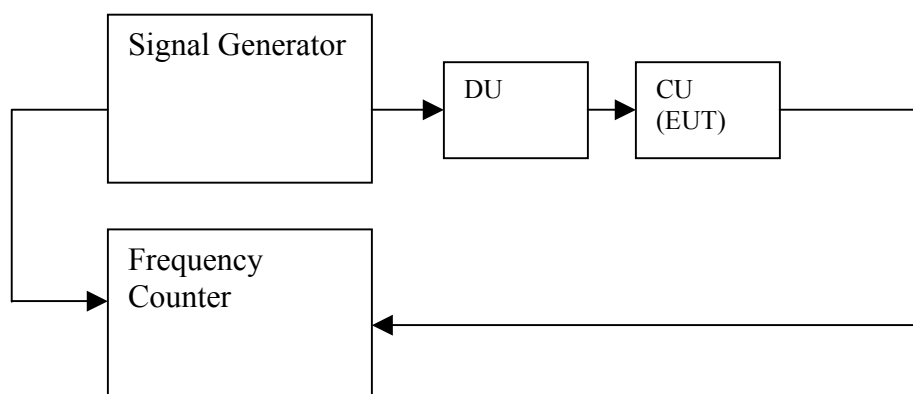 Signal Generator
DU
CU
(EUT)
Frequency
Counter